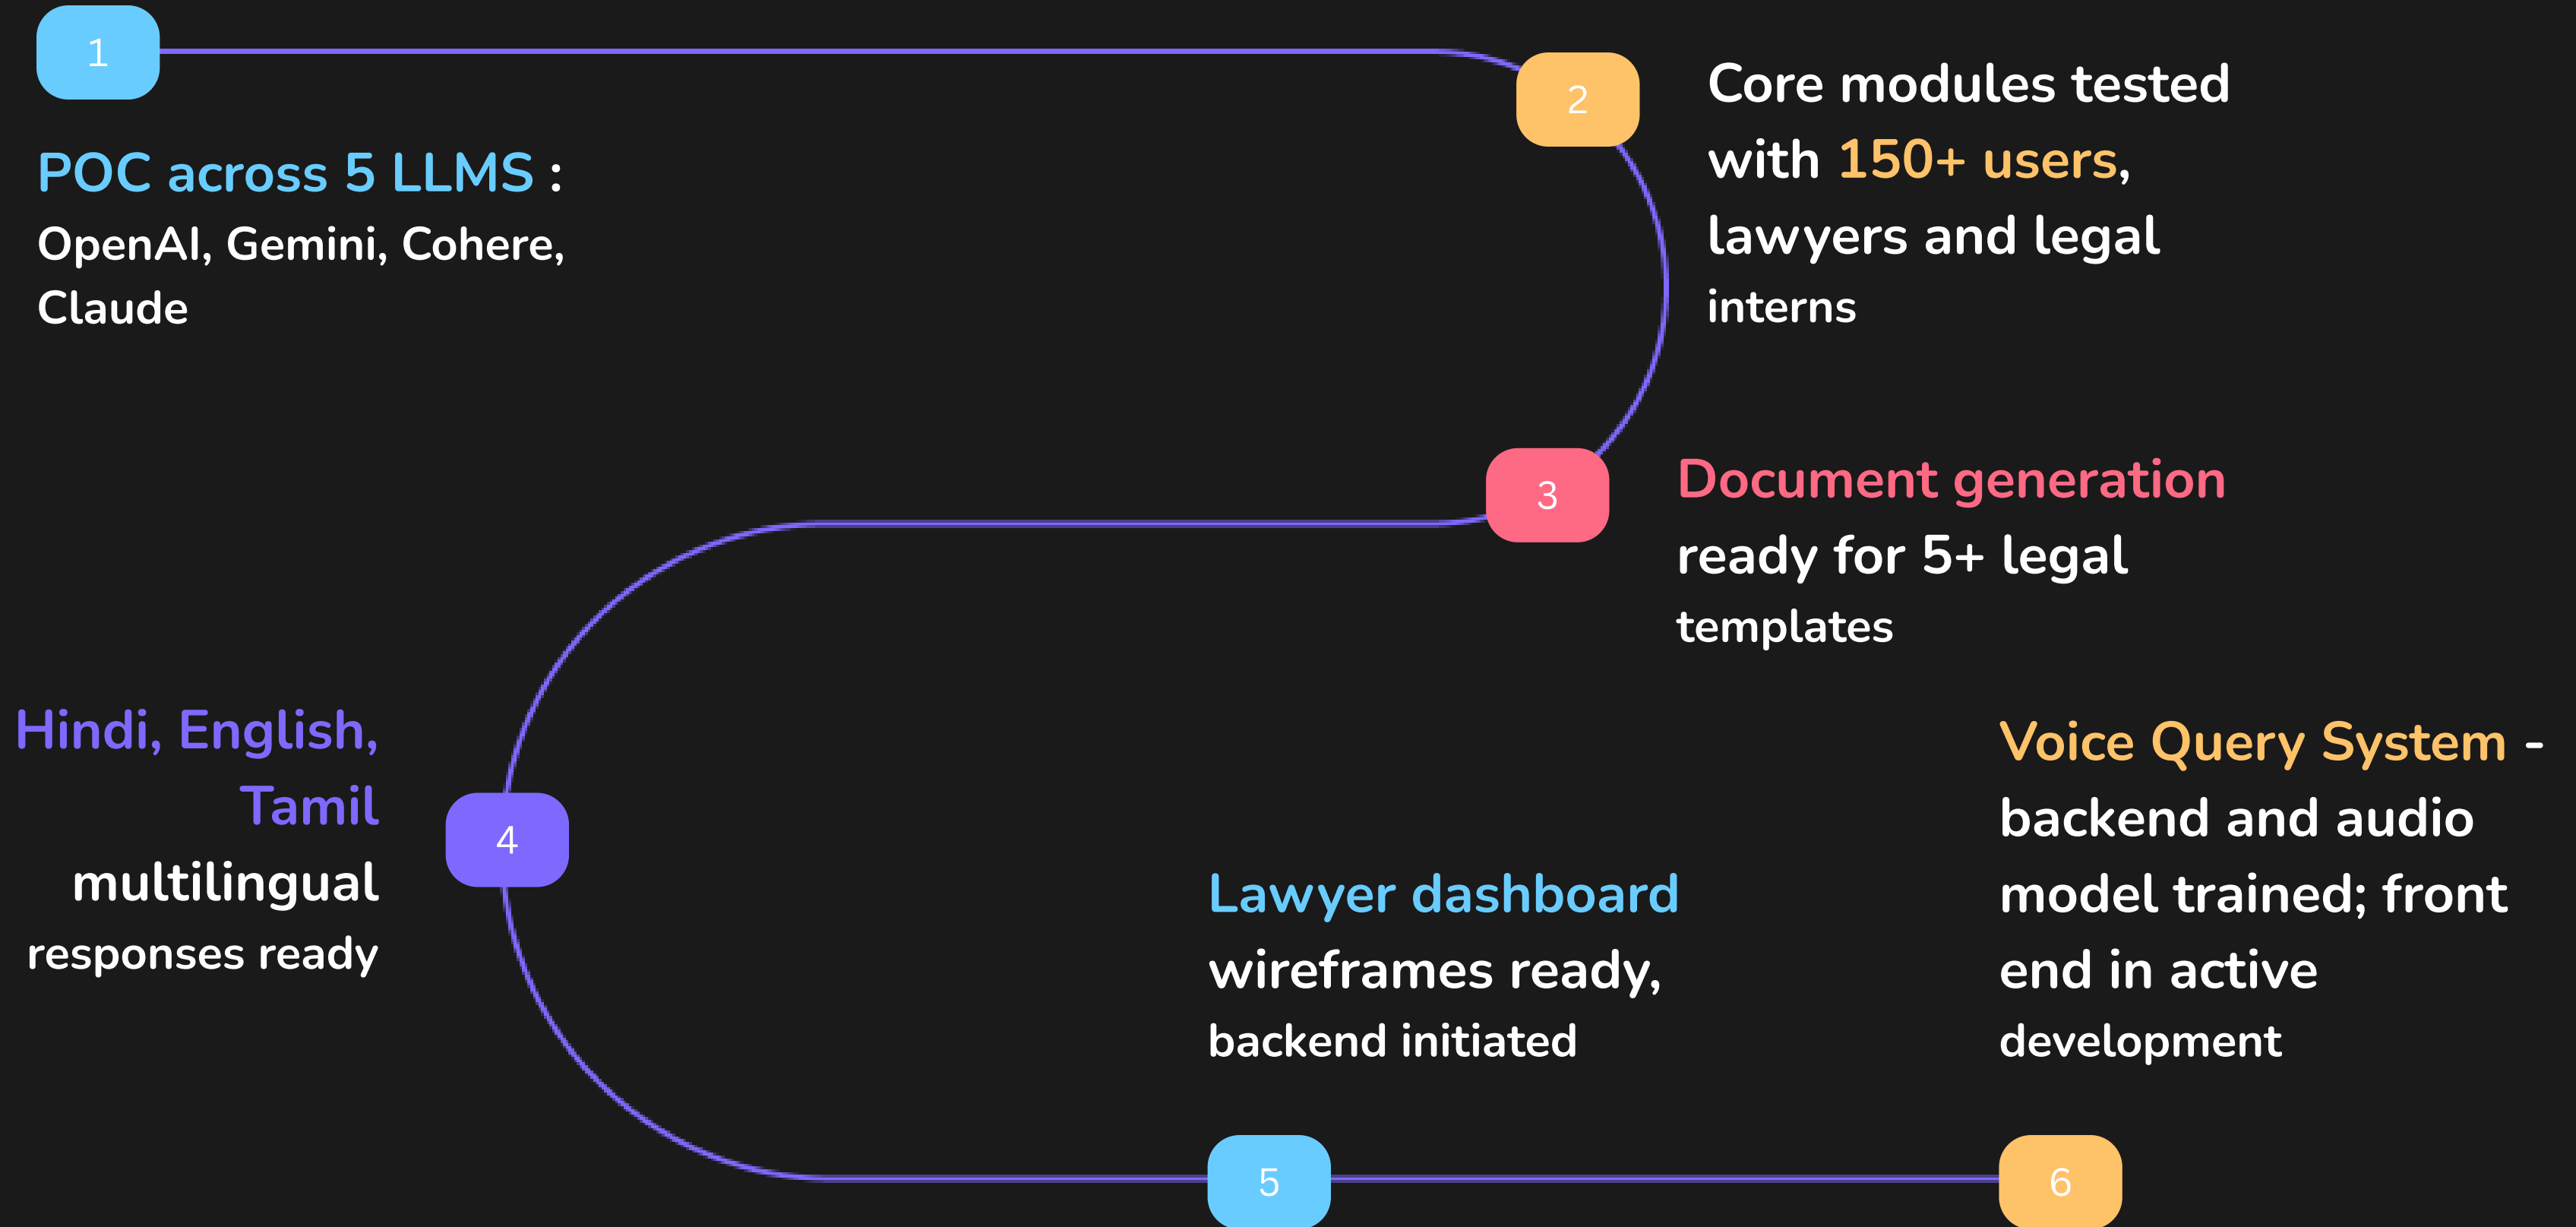 1
POC across 5 LLMS :
OpenAI, Gemini, Cohere,
Claude
2
Core modules tested
with 150+ users,
lawyers and legal
interns
3
Document generation
ready for 5+ legal
templates
4
Hindi, English,
Tamil
multilingual
responses ready
5
Lawyer dashboard
wireframes ready,
backend initiated
6
Voice Query System -
backend and audio
model trained; front
end in active
development